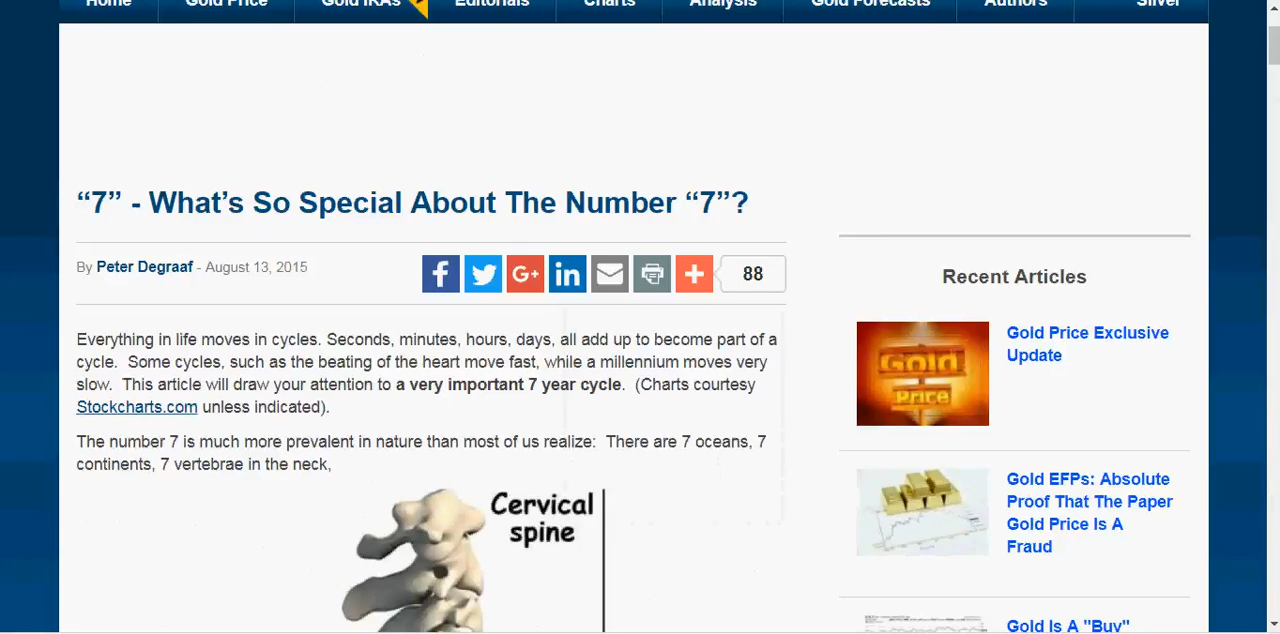 Home Gold Price Gold IRAs Editorials Charts Analysis Gold Forecasts Authors Silver
“7” - What’s So Special About The Number “7”?
By Peter Degraaf - August 13, 2015
88
Everything in life moves in cycles. Seconds, minutes, hours, days, all add up to become part of a
cycle. Some cycles, such as the beating of the heart move fast, while a millennium moves very
slow. This article will draw your attention to a very important 7 year cycle. (Charts courtesy
Stockcharts.com unless indicated).
The number 7 is much more prevalent in nature than most of us realize: There are 7 oceans, 7
continents, 7 vertebrae in the neck,
Cervical
spine
Recent Articles
Gold
Price
Gold Price Exclusive
Update
Gold EFPs: Absolute
Proof That The Paper
Gold Price Is A
Fraud
Gold Is A "Buy"